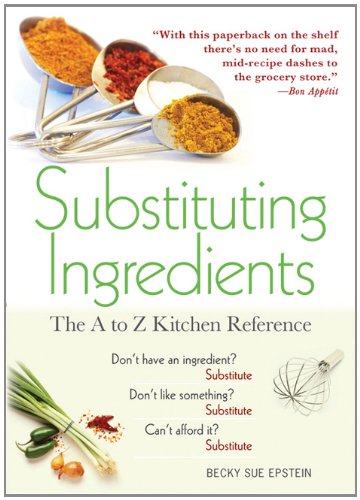 "With this paperback on the shelf
there's no need for mad,
mid-recipe dashes to
the grocery store."
—Bon Appétit
Substituting
Ingredients
The A to Z Kitchen Reference
Don't have an ingredient?
Substitute
Don't like something?
Substitute
Can't afford it?
Substitute
BECKY SUE EPSTEIN